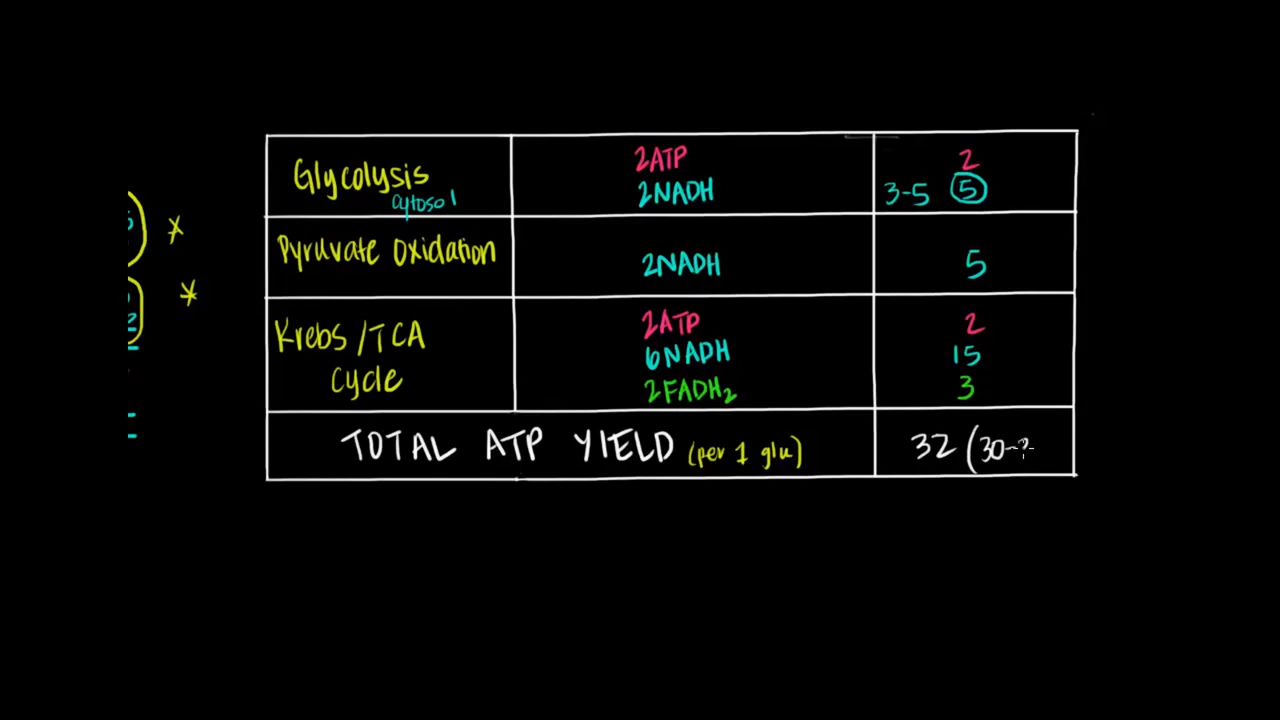 Glycolysis
Cytosol
2ATP
2NADH
2
3-5 5
Pyruvate Oxidation
2NADH
5
Krebs/TCA
Cycle
2ATP
6NADH
2FADH₂
2
15
3
TOTAL ATP YIELD (per 1 glu)
32 (30-